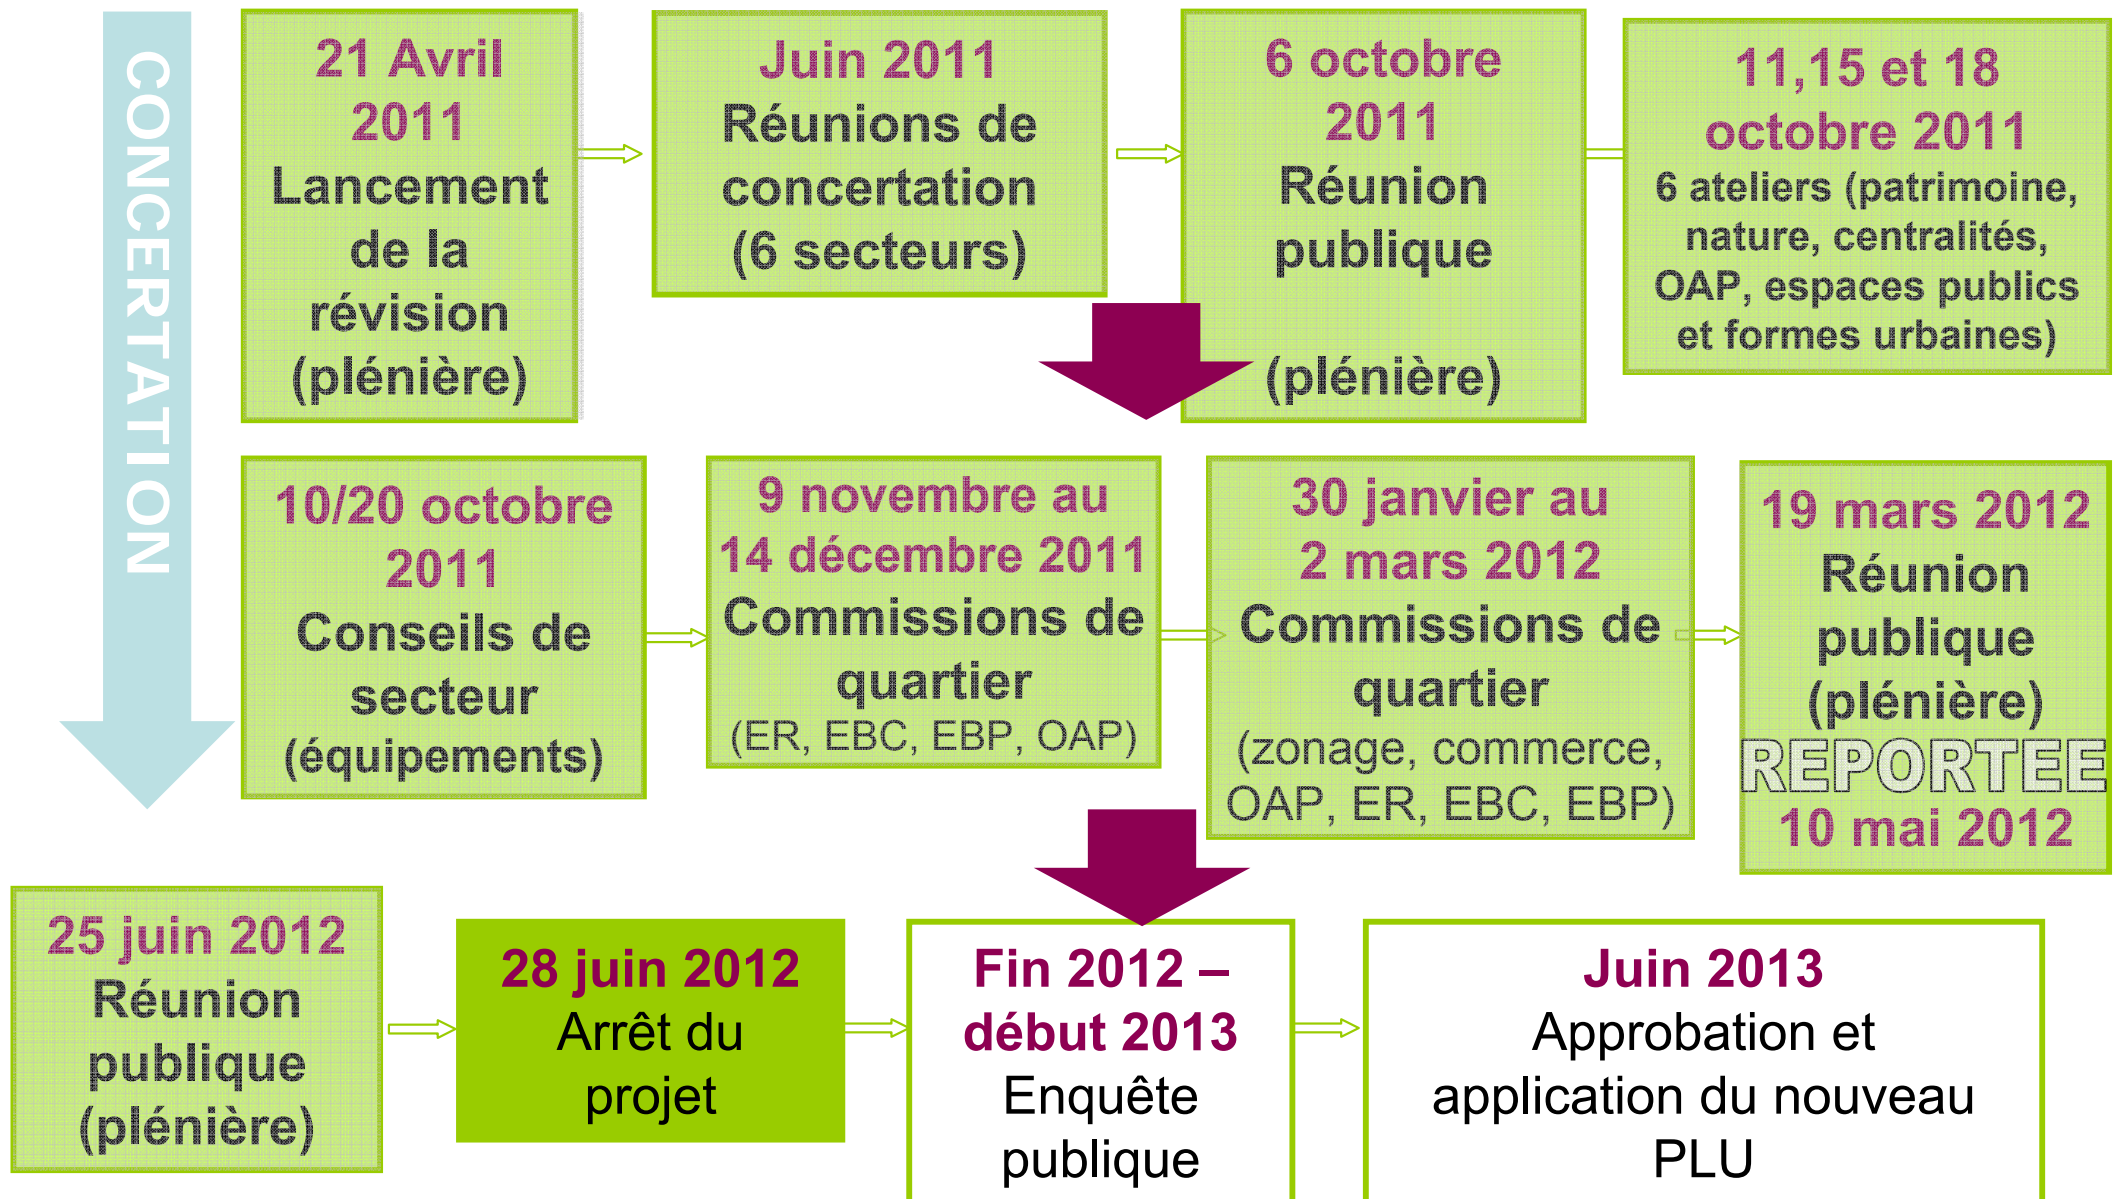 CONCERTATION
21 Avril
2011
Lancement
de la
révision
(plénière)
Juin 2011
Réunions de
concertation
(6 secteurs)
6 octobre
2011
Réunion
publique
(plénière)
11,15 et 18
octobre 2011
6 ateliers (patrimoine,
nature, centralités,
OAP, espaces publics
et formes urbaines)
10/20 octobre
2011
Conseils de
secteur
(équipements)
9 novembre au
14 décembre 2011
Commissions de
quartier
(ER, EBC, EBP, OAP)
30 janvier au
2 mars 2012
Commissions de
quartier
(zonage, commerce,
OAP, ER, EBC, EBP)
19 mars 2012
Réunion
publique
(plénière)
REPORTEE
10 mai 2012
25 juin 2012
Réunion
publique
(plénière)
28 juin 2012
Arrêt du
projet
Fin 2012 –
début 2013
Enquête
publique
Juin 2013
Approbation et
application du nouveau
PLU